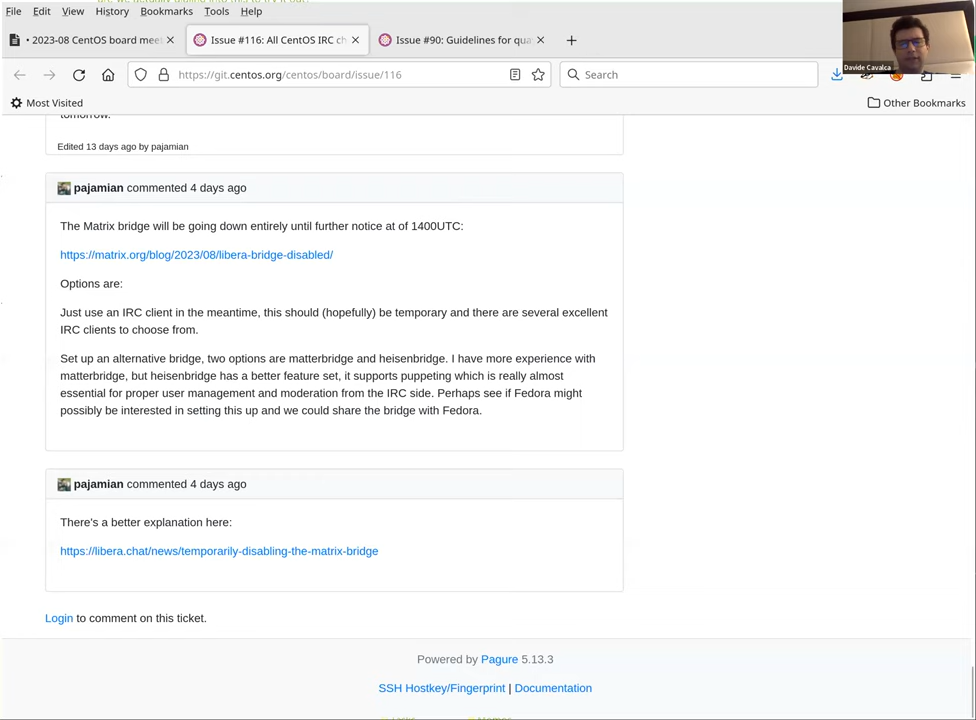 File Edit View History Bookmarks Tools Help
• 2023-08 CentOS board mee
Issue #116: All CentOS IRC ch
Issue #90: Guidelines for qua
https://git.centos.org/centos/board/issue/116
Search
Davide Cavalca
Most Visited
Other Bookmarks
tomorrow.
Edited 13 days ago by pajamian
pajamian commented 4 days ago
The Matrix bridge will be going down entirely until further notice at of 1400UTC:
https://matrix.org/blog/2023/08/libera-bridge-disabled/
Options are:
Just use an IRC client in the meantime, this should (hopefully) be temporary and there are several excellent
IRC clients to choose from.
Set up an alternative bridge, two options are matterbridge and heisenbridge. I have more experience with
matterbridge, but heisenbridge has a better feature set, it supports puppeting which is really almost
essential for proper user management and moderation from the IRC side. Perhaps see if Fedora might
possibly be interested in setting this up and we could share the bridge with Fedora.
pajamian commented 4 days ago
There's a better explanation here:
https://libera.chat/news/temporarily-disabling-the-matrix-bridge
Login to comment on this ticket.
Powered by Pagure 5.13.3
SSH Hostkey/Fingerprint | Documentation